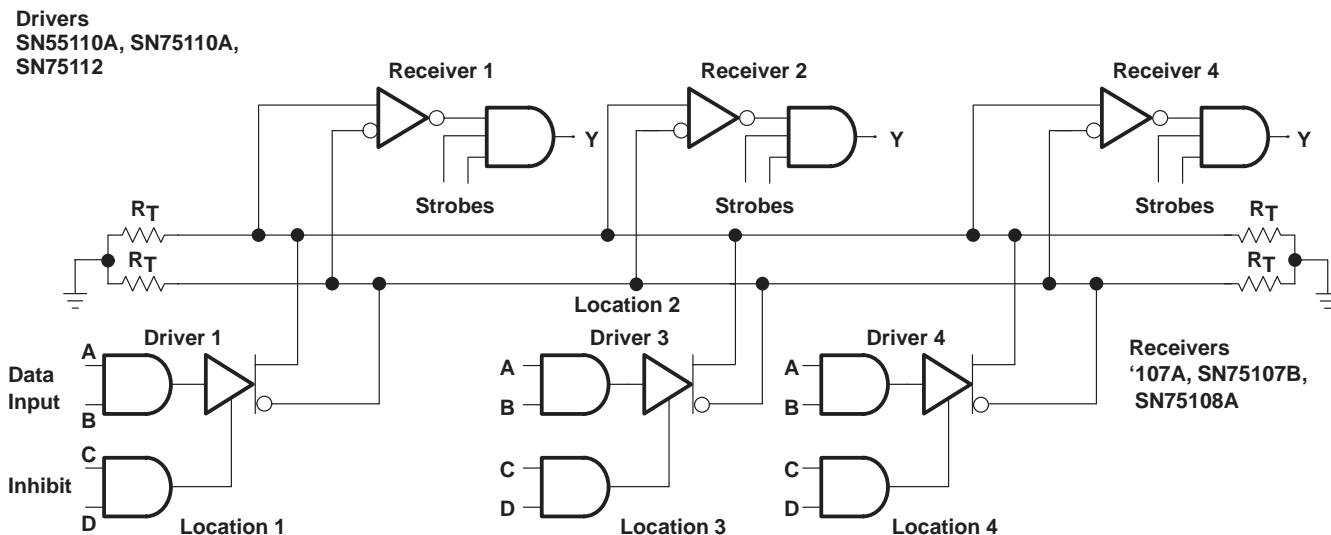 Drivers
SN55110A, SN75110A,
SN75112
Receiver 1
Receiver 2
Receiver 4
Y
Y
Y
Strobes
Strobes
Strobes
RT
RT
RT
RT
Location 2
Driver 1
Driver 3
Driver 4
Receivers
‘107A, SN75107B,
SN75108A
Data
Input
A
B
A
B
A
B
Inhibit
C
D
C
D
C
D
Location 1
Location 3
Location 4